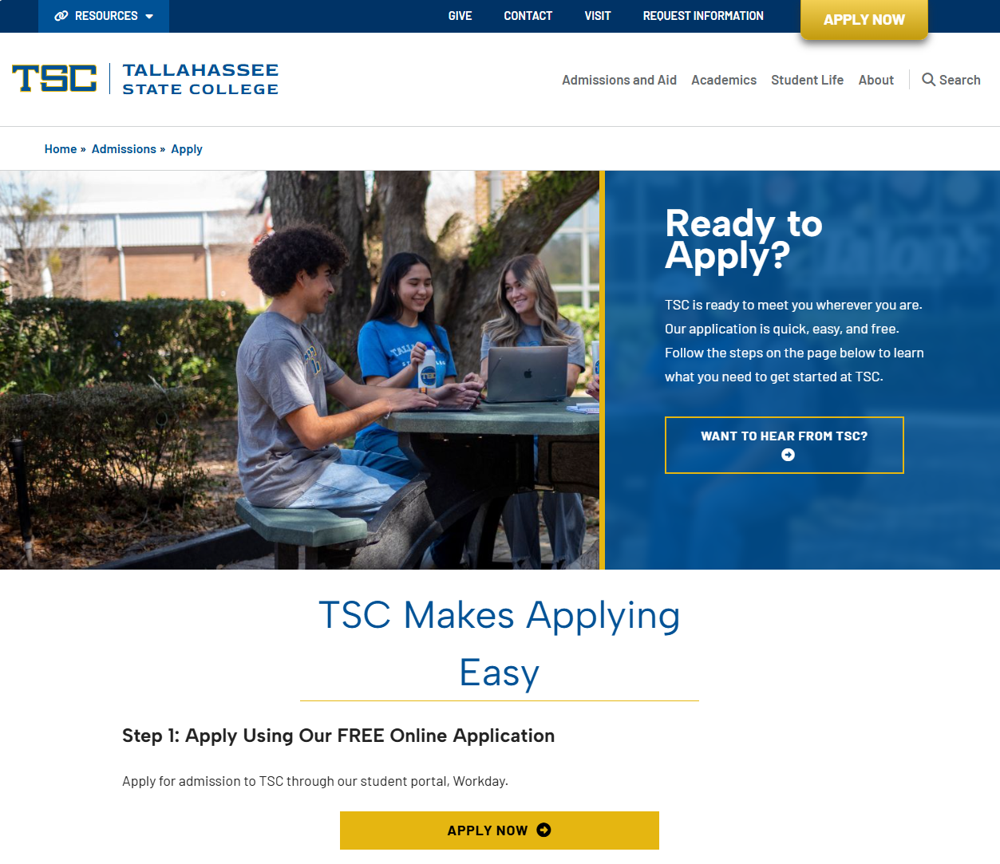 RESOURCES
GIVE CONTACT VISIT REQUEST INFORMATION APPLY NOW
TSC TALLAHASSEE
STATE COLLEGE
Admissions and Aid Academics Student Life About Search
Home » Admissions » Apply
Ready to
Apply?
TSC is ready to meet you wherever you are.
Our application is quick, easy, and free.
Follow the steps on the page below to learn
what you need to get started at TSC.
WANT TO HEAR FROM TSC?
TSC
TSC Makes Applying
Easy
Step 1: Apply Using Our FREE Online Application
Apply for admission to TSC through our student portal, Workday.
APPLY NOW